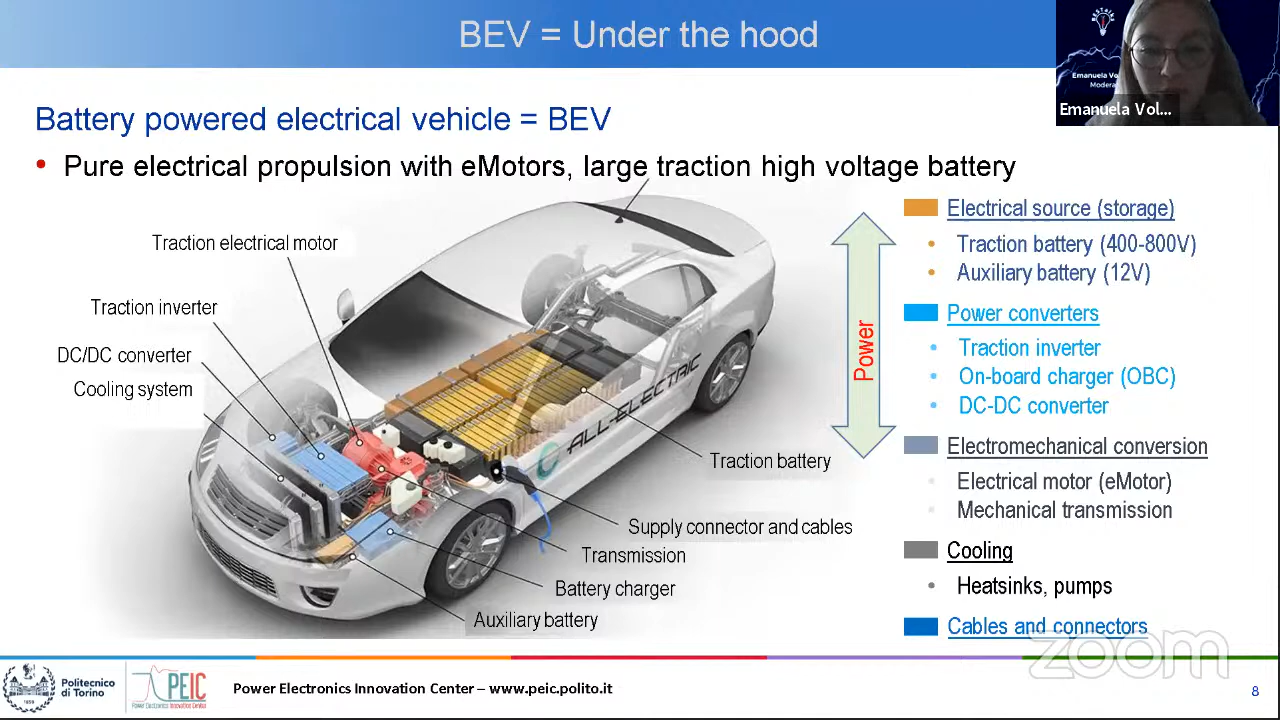 BEV = Under the hood
Emanuela Vol...
Battery powered electrical vehicle = BEV
• Pure electrical propulsion with eMotors, large traction high voltage battery
Traction electrical motor
Traction inverter
DC/DC converter
Cooling system
ALL-ELECTRIC
Traction battery
Supply connector and cables
Transmission
Battery charger
Auxiliary battery
Power
Electrical source (storage)
• Traction battery (400-800V)
• Auxiliary battery (12V)
Power converters
• Traction inverter
• On-board charger (OBC)
• DC-DC converter
Electromechanical conversion
• Electrical motor (eMotor)
• Mechanical transmission
Cooling
• Heatsinks, pumps
Cables and connectors
zoom
Politecnico
di Torino
PEIC
Power Electronics Innovation Center
Power Electronics Innovation Center – www.peic.polito.it
8